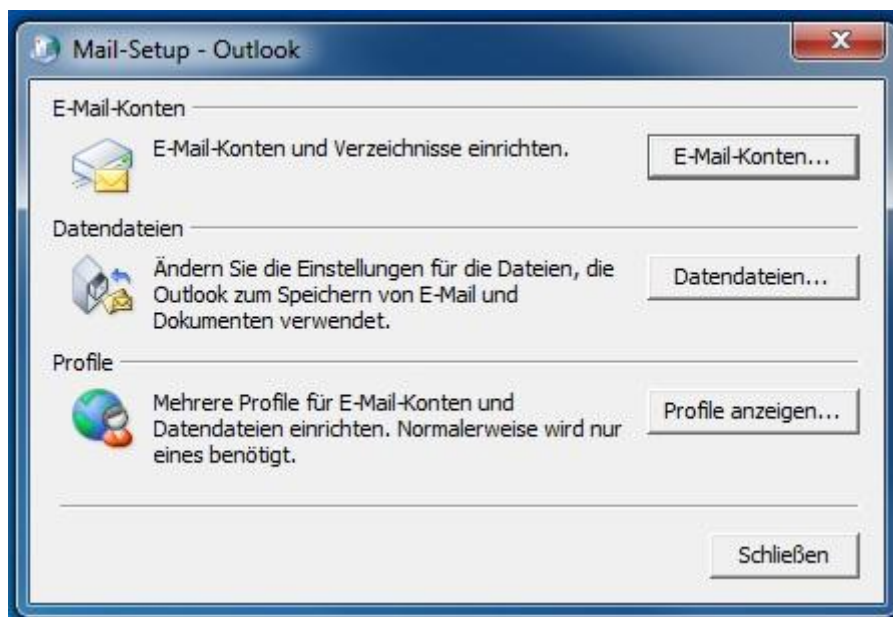 Mail-Setup - Outlook
E-Mail-Konten
E-Mail-Konten und Verzeichnisse einrichten.
E-Mail-Konten...
Datendateien
Ändern Sie die Einstellungen für die Dateien, die
Outlook zum Speichern von E-Mail und
Dokumenten verwendet.
Datendateien...
Profile
Mehrere Profile für E-Mail-Konten und
Datendateien einrichten. Normalerweise wird nur
eines benötigt.
Profile anzeigen...
Schließen